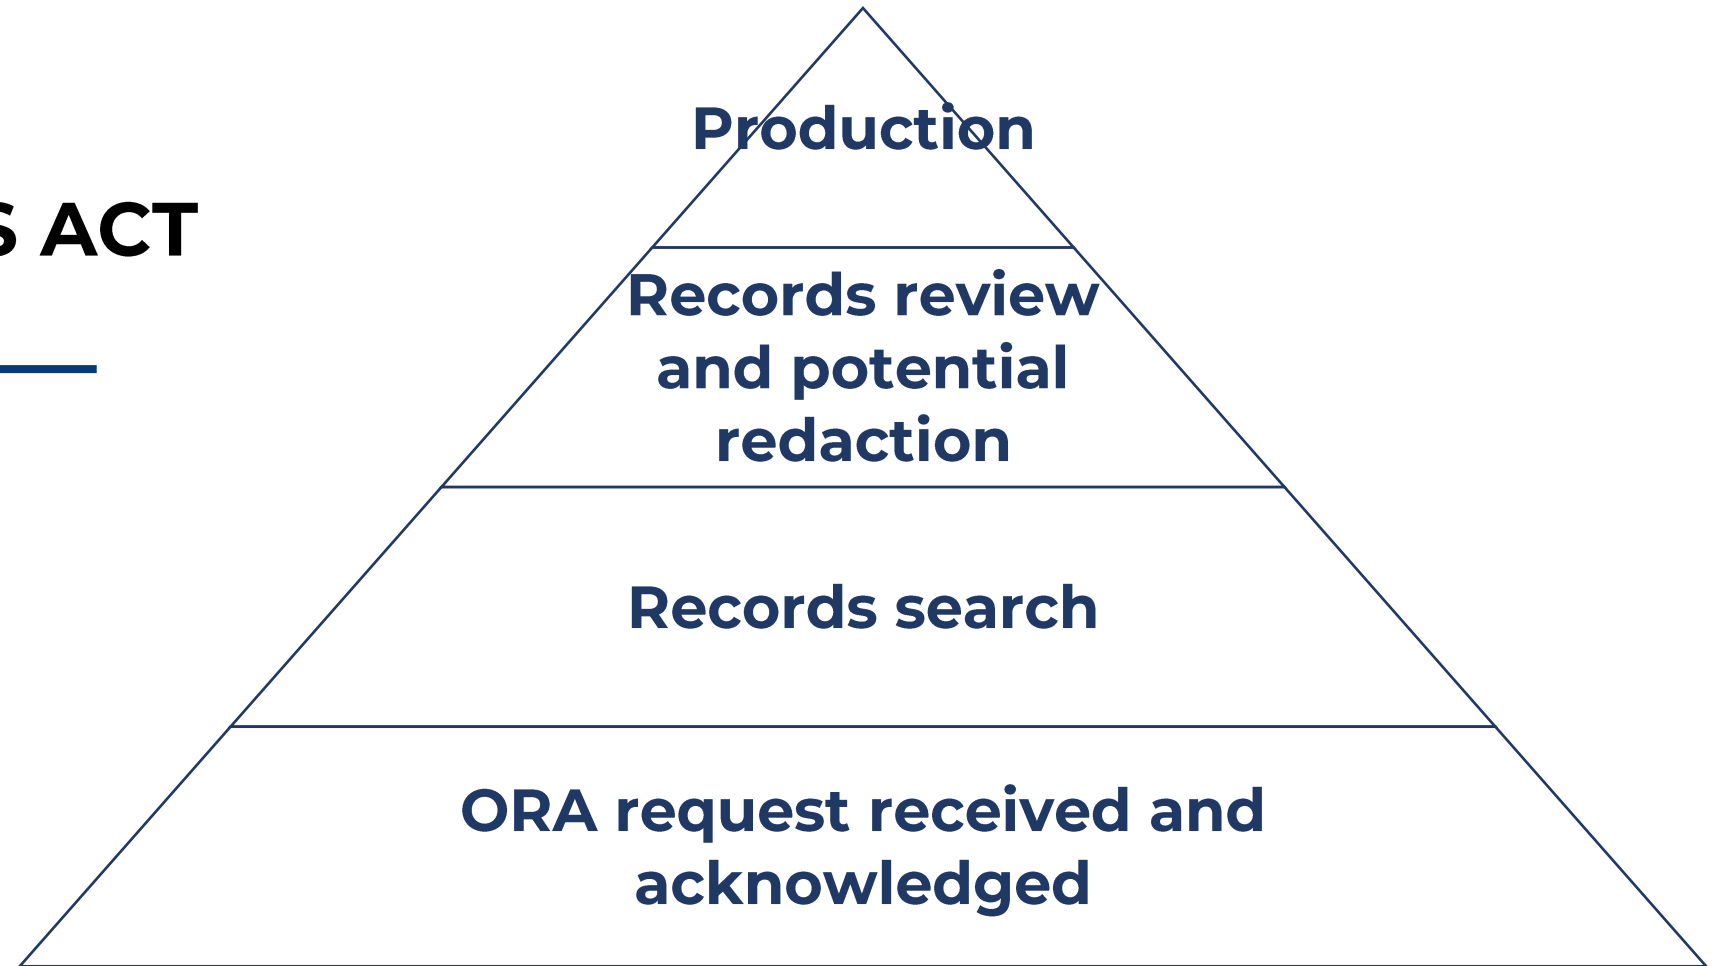 S ACT
Production
Records review
and potential
redaction
Records search
ORA request received and
acknowledged